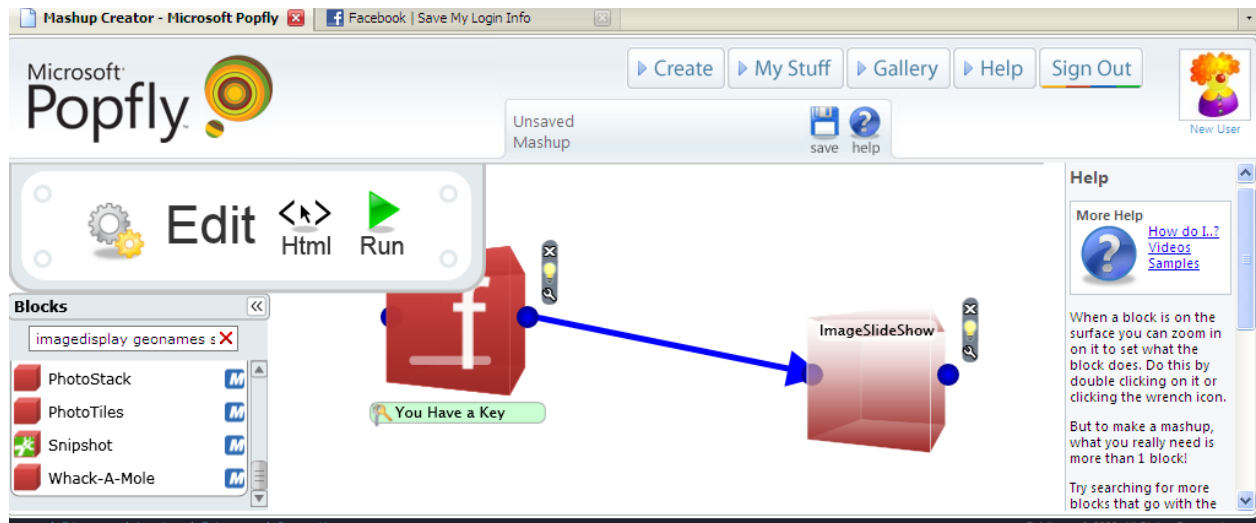 Mashup Creator - Microsoft Popfly
Facebook | Save My Login Info
Microsoft
Popfly
Create
My Stuff
Gallery
Help
Sign Out
Unsaved
Mashup
save
help
New User
Edit
Html
Run
Blocks
imagedisplay geonames s
PhotoStack
PhotoTiles
Snipshot
Whack-A-Mole
f
You Have a Key
ImageSlideShow
Help
More Help
How do I..?
Videos
Samples
When a block is on the
surface you can zoom in
on it to set what the
block does. Do this by
double clicking on it or
clicking the wrench icon.
But to make a mashup,
what you really need is
more than 1 block!
Try searching for more
blocks that go with the